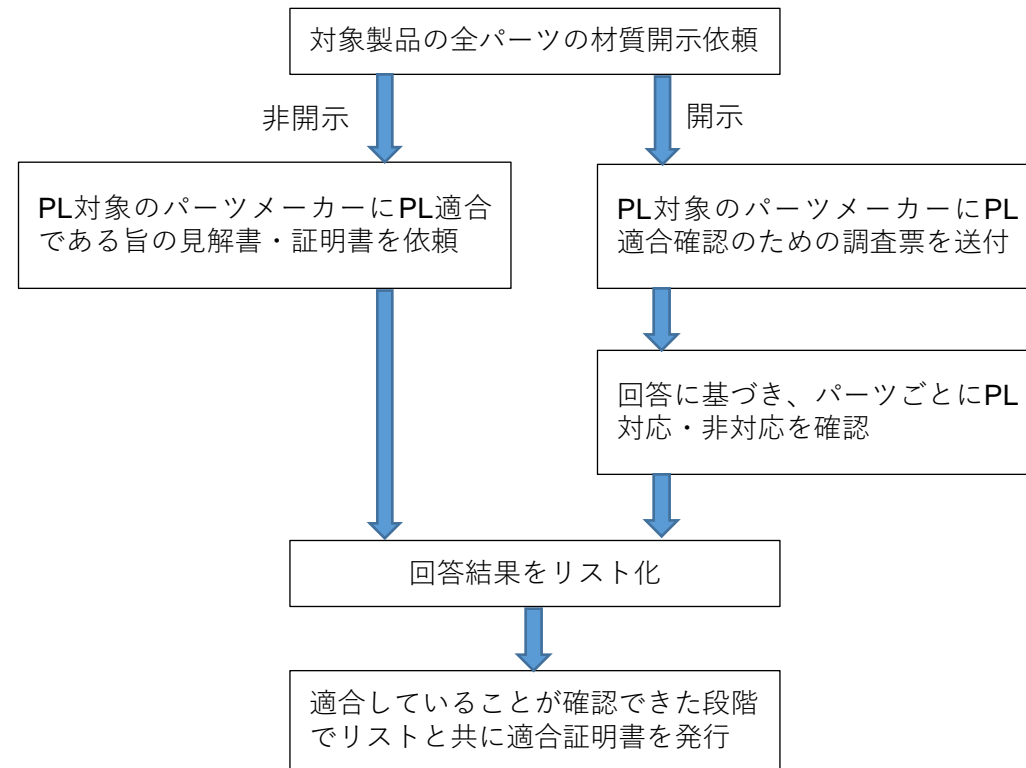 対象製品の全パーツの材質開示依頼
非開示
開示
PL対象のパーツメーカーにPL適合
である旨の見解書・証明書を依頼
PL対象のパーツメーカーにPL
適合確認のための調査票を送付
回答に基づき、パーツごとにPL
対応・非対応を確認
回答結果をリスト化
適合していることが確認できた段階
でリストと共に適合証明書を発行